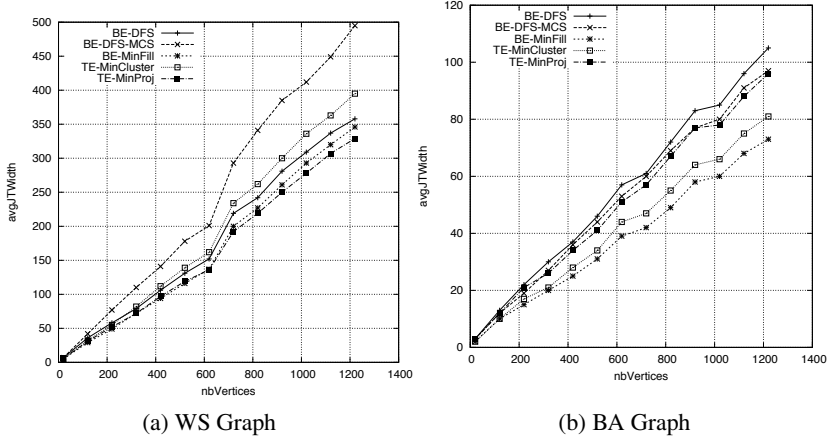 500
450
400
350
300
250
200
150
100
50
0
avgJTWidth
BE-DFS
BE-DFS-MCS
BE-MinFill
TE-MinCluster
TE-MinProj
0 200 400 600 800 1000 1200 1400
nbVertices
(a) WS Graph
120
100
80
60
40
20
0
avgJTWidth
BE-DFS
BE-DFS-MCS
BE-MinFill
TE-MinCluster
TE-MinProj
0 200 400 600 800 1000 1200 1400
nbVertices
(b) BA Graph